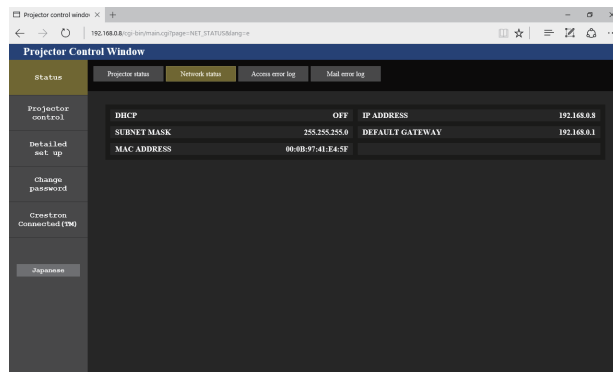 Projector control windov
192.168.0.8/cgi-bin/main.cgi?page=NET_STATUS&lang=e
Projector Control Window
Status
Projector status
Network status
Access error log
Mail error log
Projector
control
Detailed
set up
Change
password
Crestron
Connected(TM)
Japanese
DHCP OFF IP ADDRESS 192.168.0.8
SUBNET MASK 255.255.255.0 DEFAULT GATEWAY 192.168.0.1
MAC ADDRESS 00:0B:97:41:E4:5F